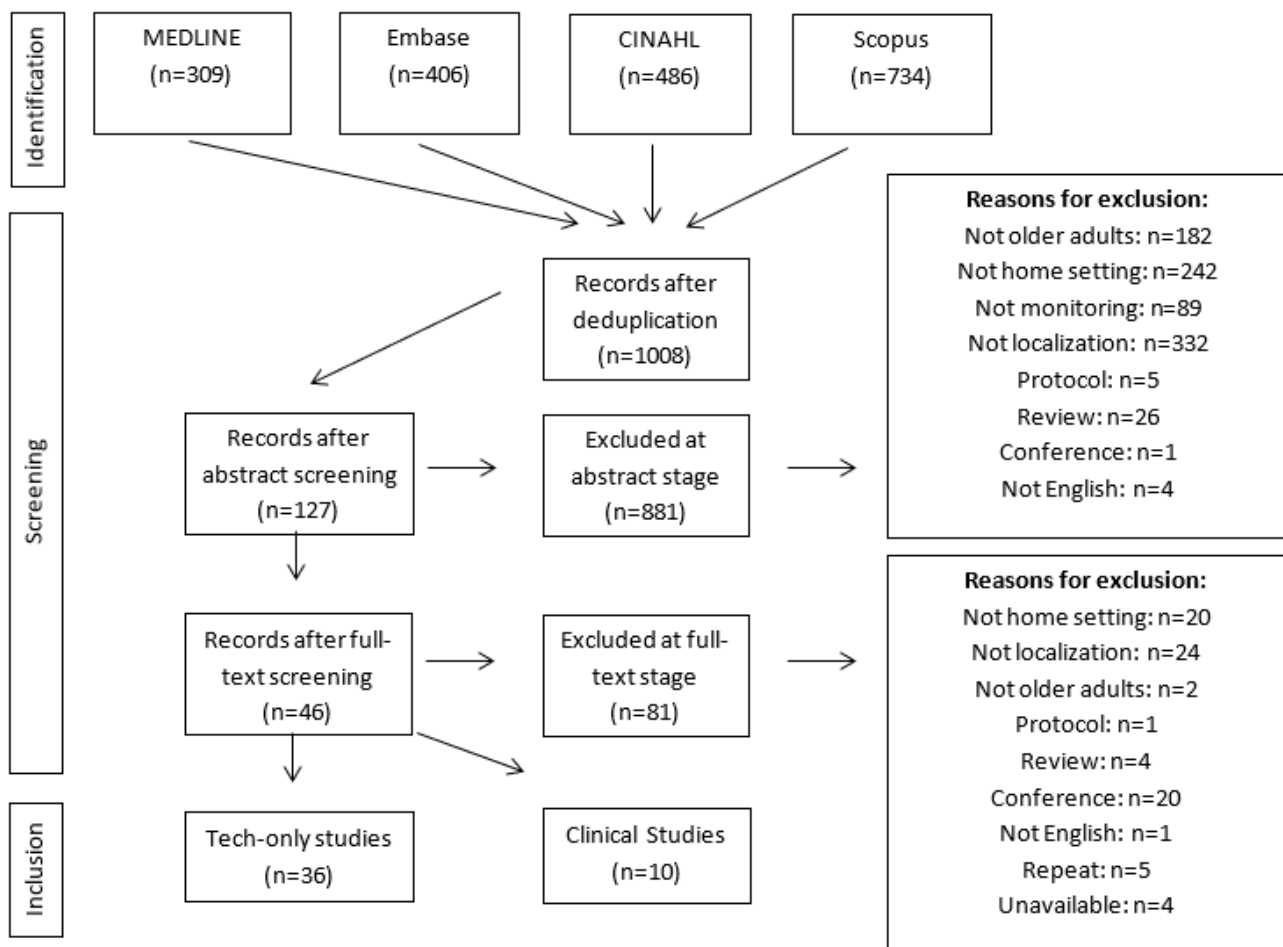 Identification
MEDLINE
(n=309)
Embase
(n=406)
CINAHL
(n=486)
Scopus
(n=734)
Screening
Records after
deduplication
(n=1008)
Records after
abstract screening
(n=127)
Excluded at
abstract stage
(n=881)
Reasons for exclusion:
Not older adults: n=182
Not home setting: n=242
Not monitoring: n=89
Not localization: n=332
Protocol: n=5
Review: n=26
Conference: n=1
Not English: n=4
Records after full-
text screening
(n=46)
Excluded at full-
text stage
(n=81)
Reasons for exclusion:
Not home setting: n=20
Not localization: n=24
Not older adults: n=2
Protocol: n=1
Review: n=4
Conference: n=20
Not English: n=1
Repeat: n=5
Unavailable: n=4
Inclusion
Tech-only studies
(n=36)
Clinical Studies
(n=10)